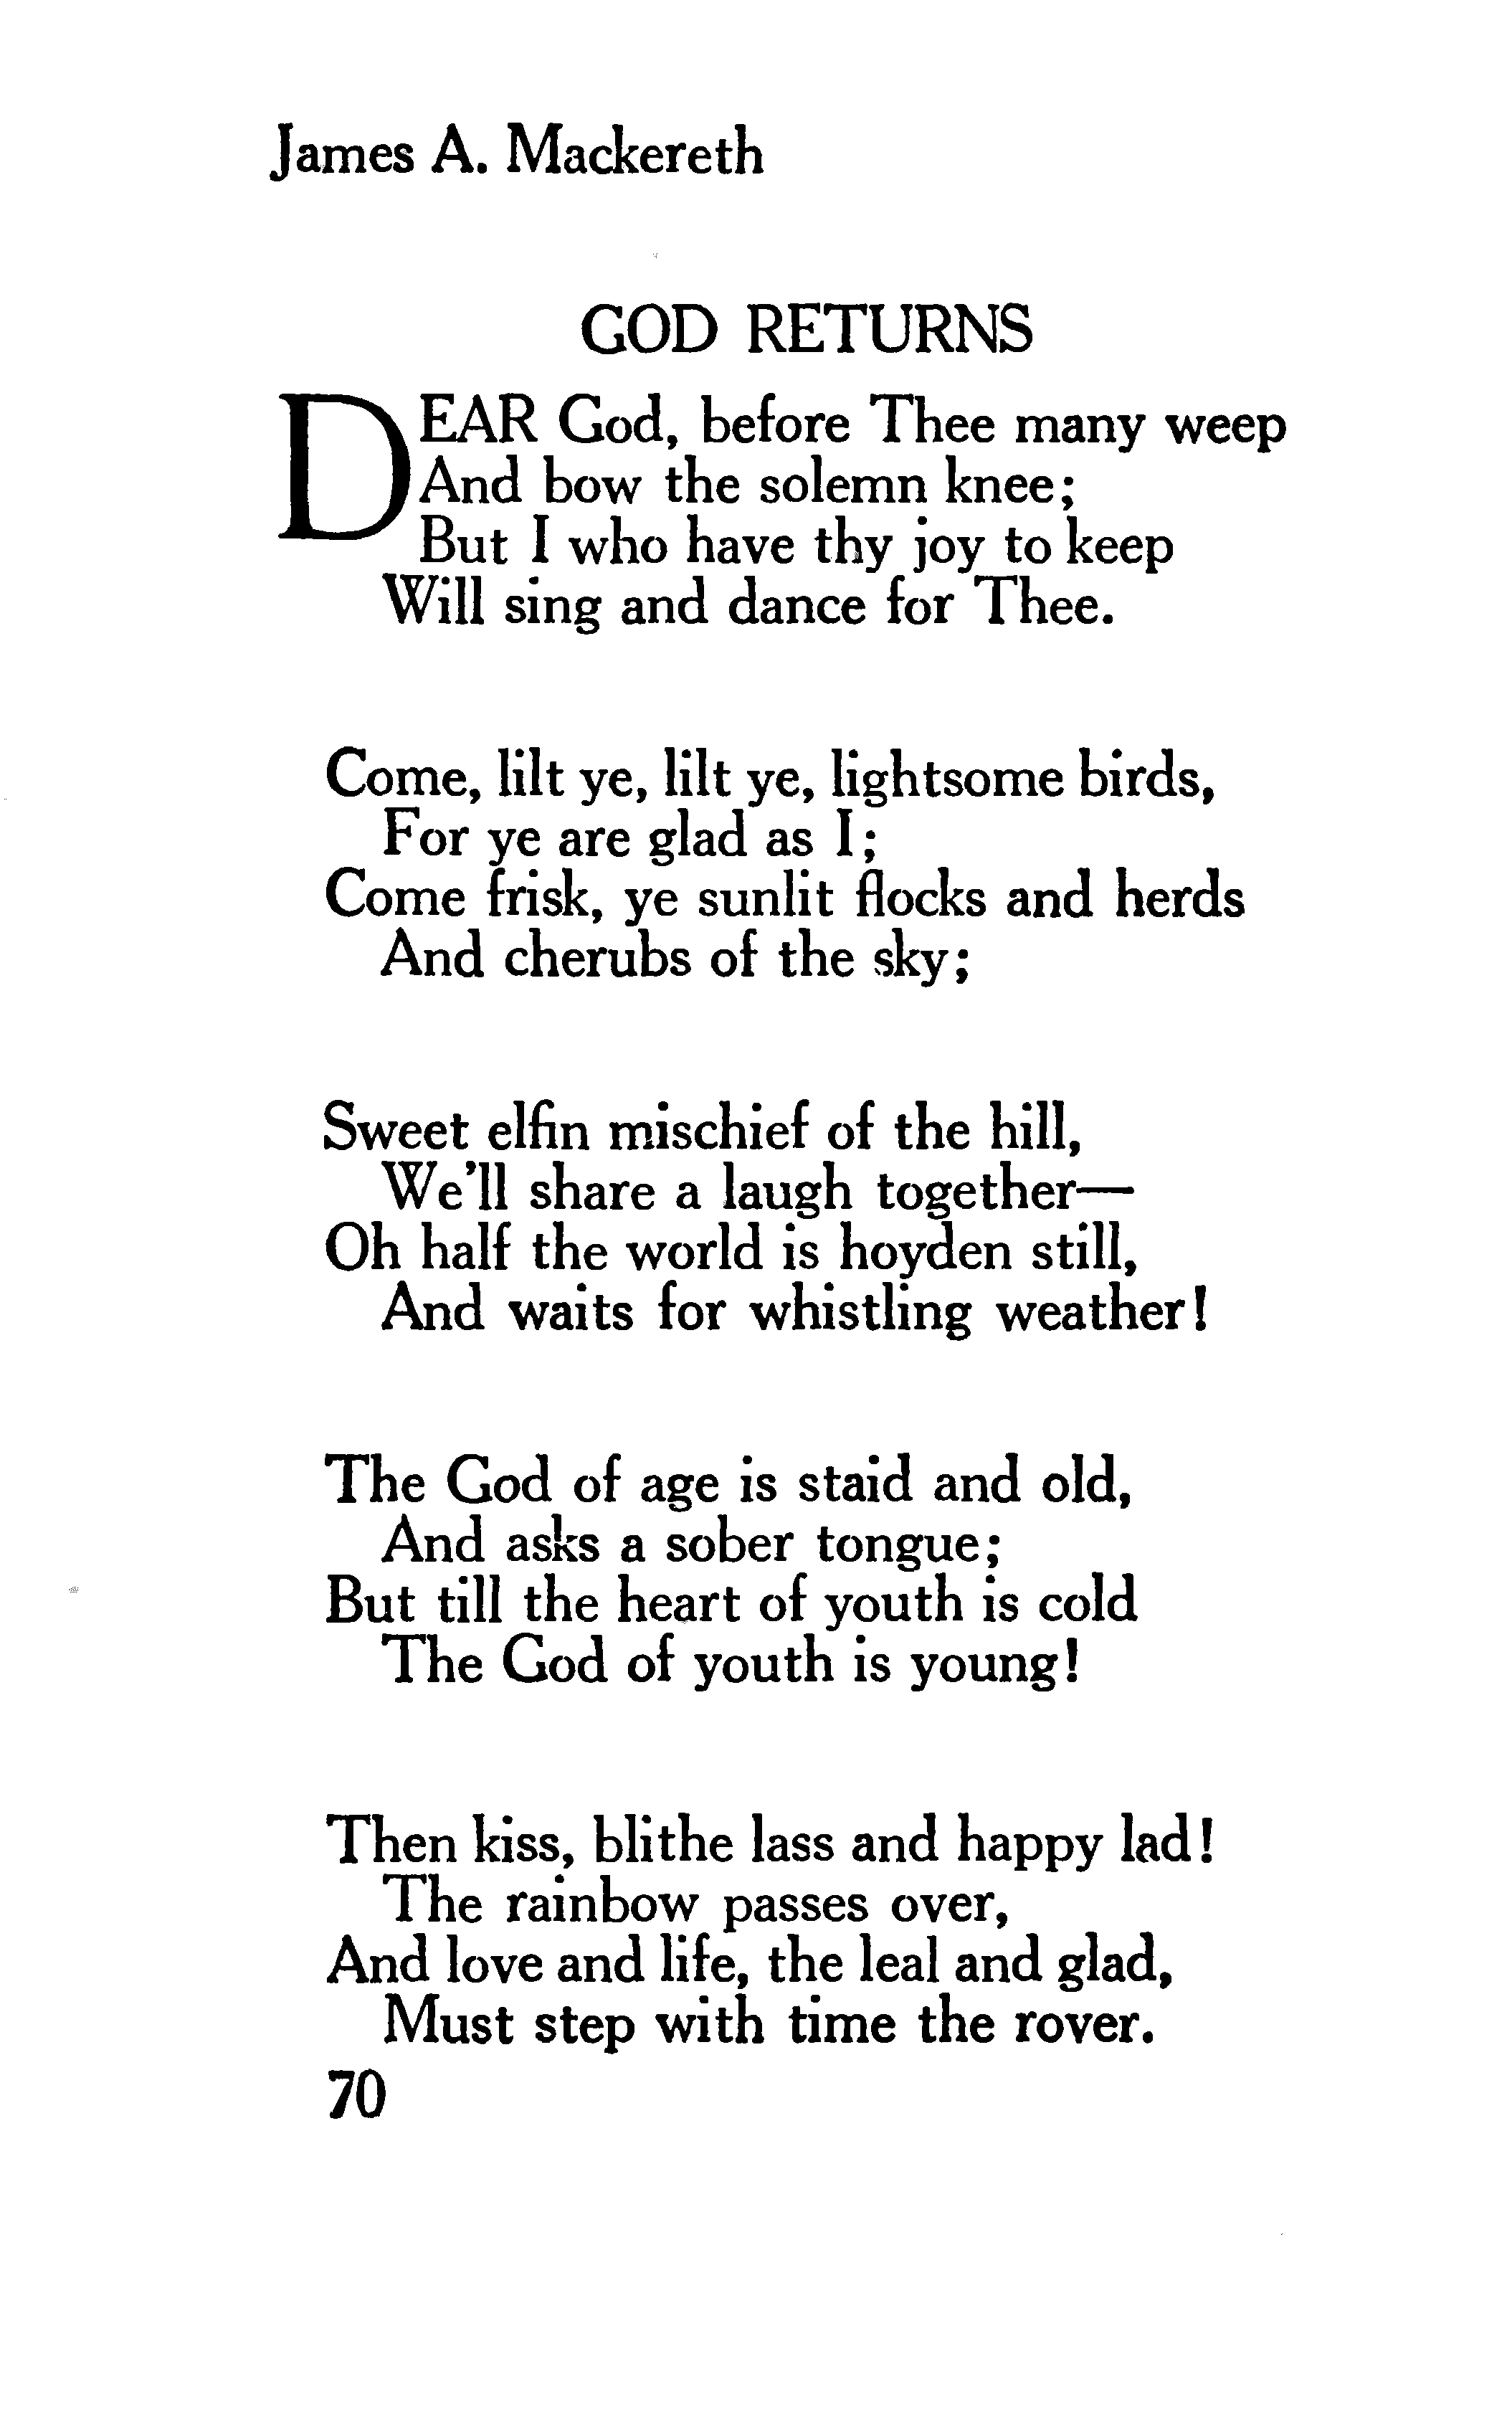 James A. Mackereth
GOD RETURNS
DEAR God, before Thee many weep
And bow the solemn knee;
But I who have thy joy to keep
Will sing and dance for Thee.
Come, lilt ye, lilt ye, lightsome birds,
For ye are glad as I;
Come frisk, ye sunlit flocks and herds
And cherubs of the sky;
Sweet elfin mischief of the hill,
We'll share a laugh together—
Oh half the world is hoyden still,
And waits for whistling weather!
The God of age is staid and old,
And asks a sober tongue;
But till the heart of youth is cold
The God of youth is young!
Then kiss, blithe lass and happy lad!
The rainbow passes over,
And love and life, the leal and glad,
Must step with time the rover.
70